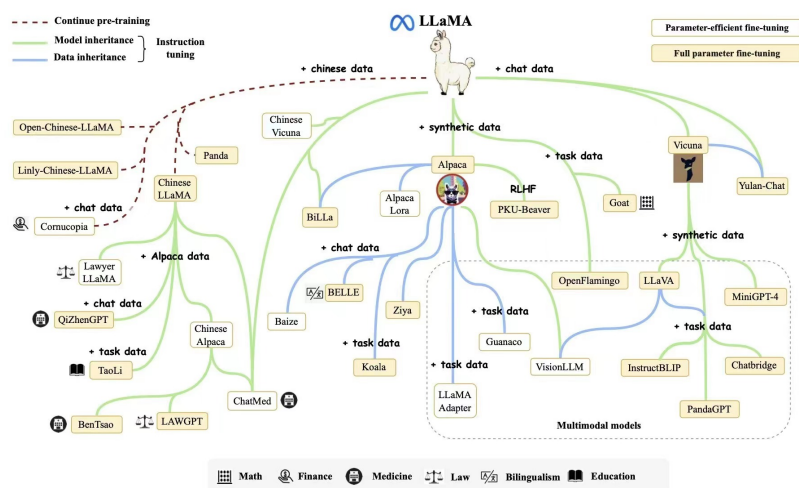 LLaMA
Continue pre-training
Model inheritance
Data inheritance
Instruction
tuning
Parameter-efficient fine-tuning
Full parameter fine-tuning
+ chinese data
+ chat data
Chinese
Vicuna
+ synthetic data
Open-Chinese-LLaMA
Panda
Vicuna
+ task data
Alpaca
Linly-Chinese-LLaMA
Chinese
LLaMA
RLHF
Yulan-Chat
BiLLa
Alpaca
Lora
PKU-Beaver
Goat
+ chat data
Cornucopia
+ synthetic data
+ Alpaca data
+ chat data
Lawyer
LLaMA
BELLE
OpenFlamingo
LLaVA
MiniGPT-4
+ chat data
QiZhenGPT
Baize
Ziya
+ task data
+ task data
Chinese
Alpaca
Guanaco
+ task data
+ task data
TaoLi
Koala
+ task data
VisionLLM
InstructBLIP
Chatbridge
ChatMed
LLaMA
Adapter
PandaGPT
BenTsao
LAWGPT
Multimodal models
Math
Finance
Medicine
Law
Bilingualism
Education